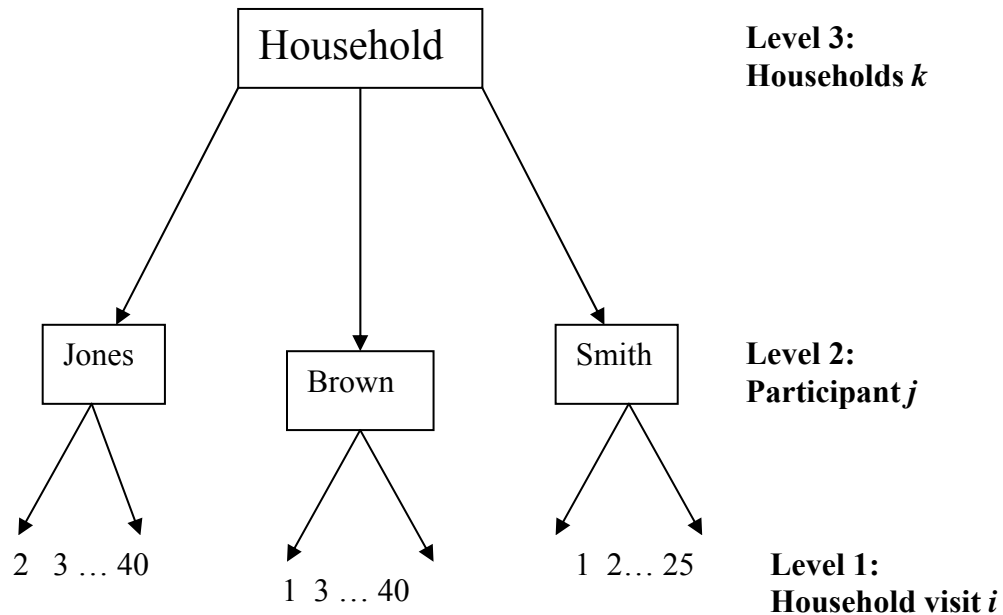 Household
Level 3:
Households k
Jones
Brown
Smith
Level 2:
Participant j
2 3 … 40
1 3 … 40
1 2… 25
Level 1:
Household visit i